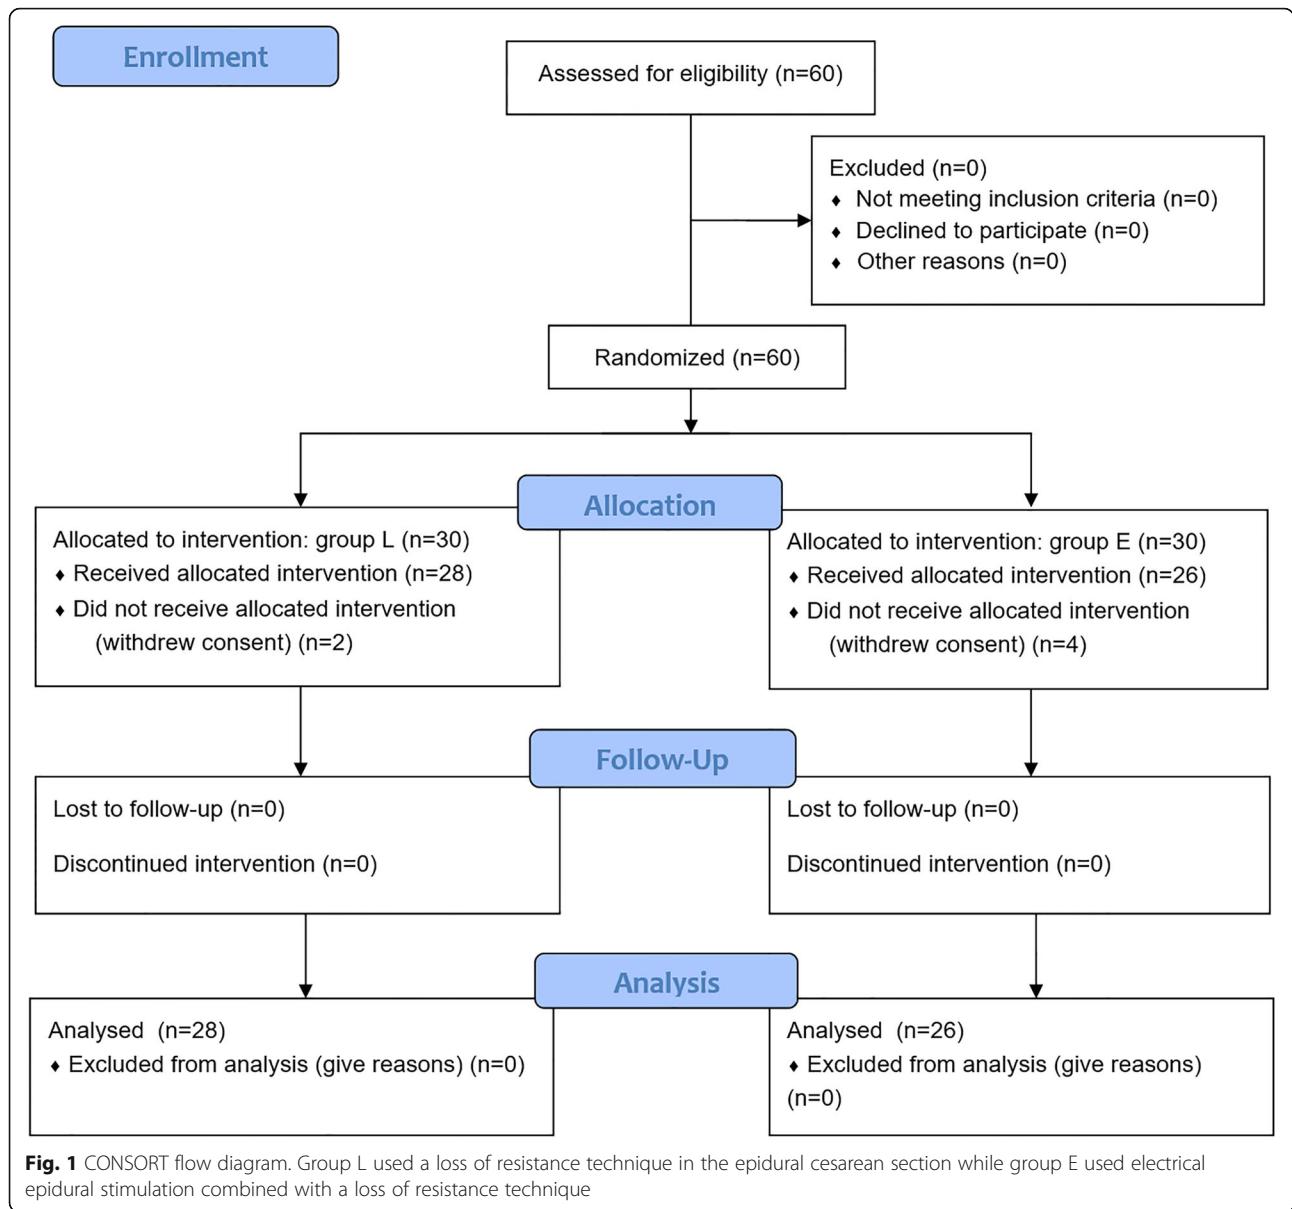 Enrollment
Assessed for eligibility (n=60)
Excluded (n=0)
♦ Not meeting inclusion criteria (n=0)
♦ Declined to participate (n=0)
♦ Other reasons (n=0)
Randomized (n=60)
Allocation
Allocated to intervention: group L (n=30)
♦ Received allocated intervention (n=28)
♦ Did not receive allocated intervention
(withdrew consent) (n=2)
Allocated to intervention: group E (n=30)
♦ Received allocated intervention (n=26)
♦ Did not receive allocated intervention
(withdrew consent) (n=4)
Follow-Up
Lost to follow-up (n=0)
Discontinued intervention (n=0)
Lost to follow-up (n=0)
Discontinued intervention (n=0)
Analysis
Analysed (n=28)
♦ Excluded from analysis (give reasons) (n=0)
Analysed (n=26)
♦ Excluded from analysis (give reasons)
(n=0)
Fig. 1 CONSORT flow diagram. Group L used a loss of resistance technique in the epidural cesarean section while group E used electrical
epidural stimulation combined with a loss of resistance technique